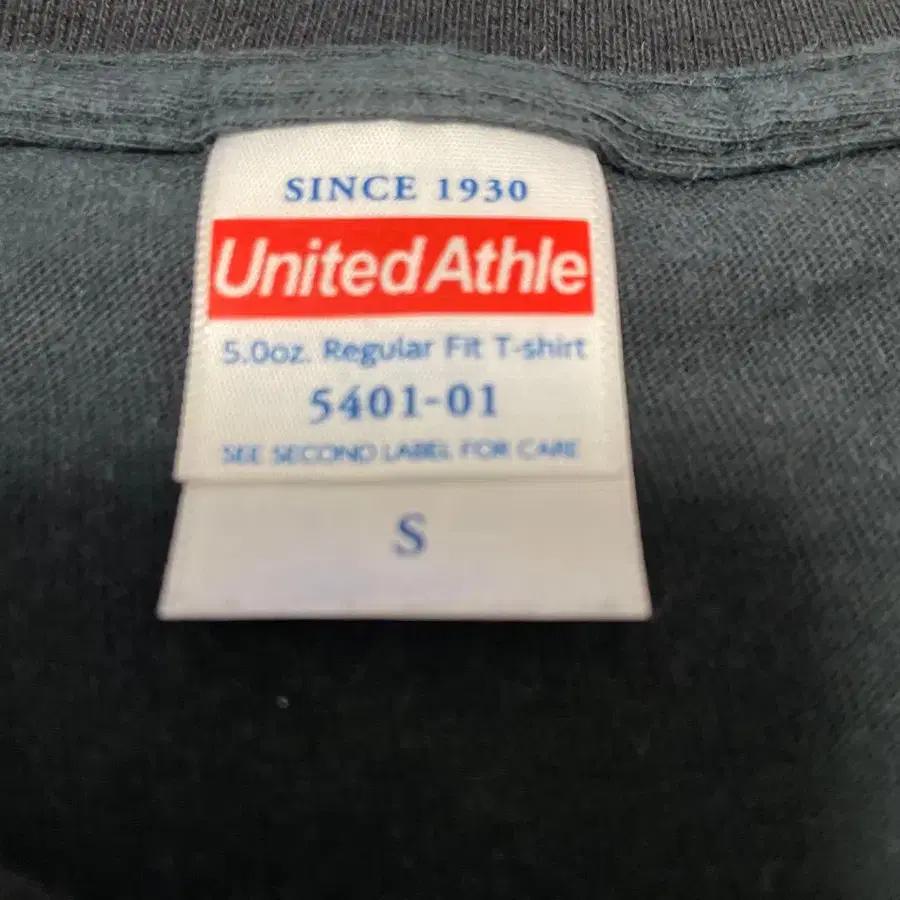 SINCE 1930
United Athle
5.0oz. Regular Fit T-shirt
5401-01
SEE SECOND LABEL FOR CARE
S